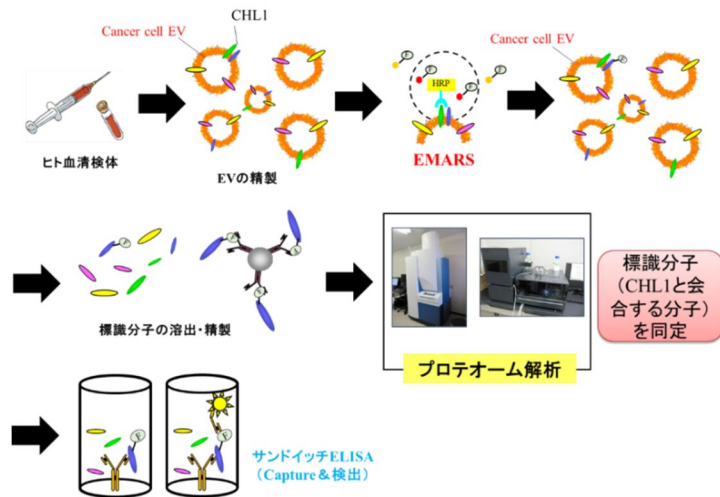 Cancer cell EV
CHL1
ヒト血清検体
EVの精製
HRP
F
F
F
EMARS
Cancer cell EV
標識分子の溶出・精製
プロテオーム解析
標識分子
(CHL1と会
合する分子)
を同定
サンドイッチELISA
(Capture&検出)